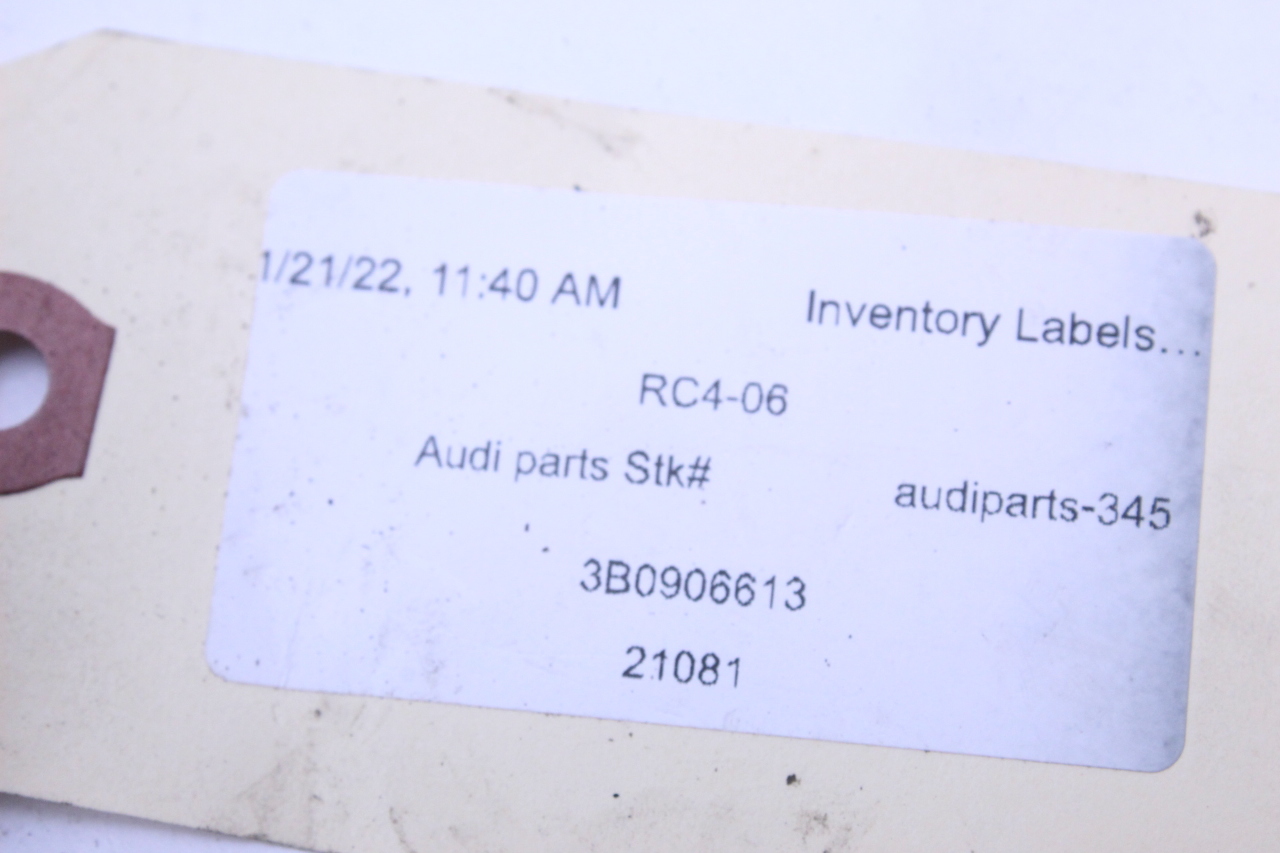 1/21/22, 11:40 AM Inventory Labels...
RC4-06
Audi parts Stk# audiparts-345
3B0906613
21081